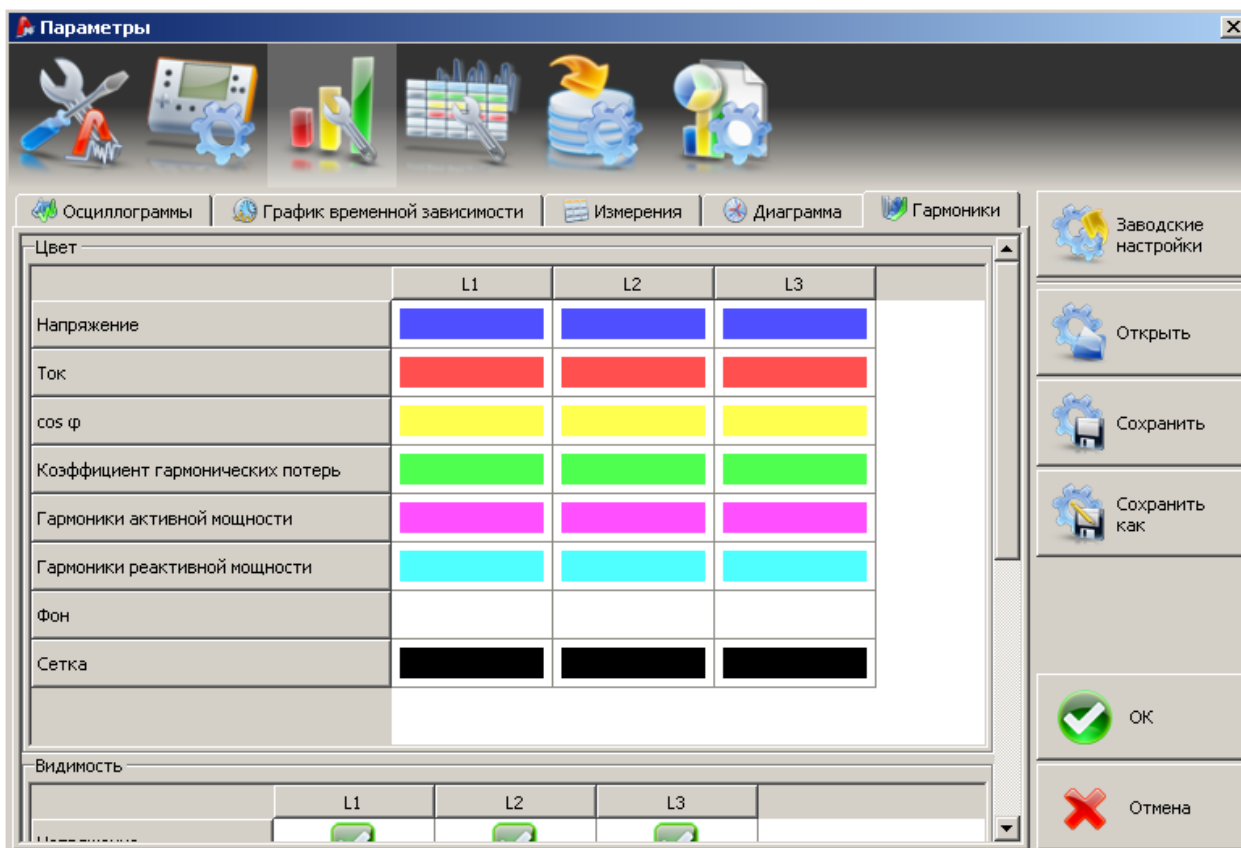 Параметры
Осциллограммы
График временной зависимости
Измерения
Диаграмма
Гармоники
Цвет
L1 L2 L3
Напряжение
Ток
cos φ
Коэффициент гармонических потерь
Гармоники активной мощности
Гармоники реактивной мощности
Фон
Сетка
Видимость
L1 L2 L3
Заводские
настройки
Открыть
Сохранить
Сохранить
как
ОК
Отмена